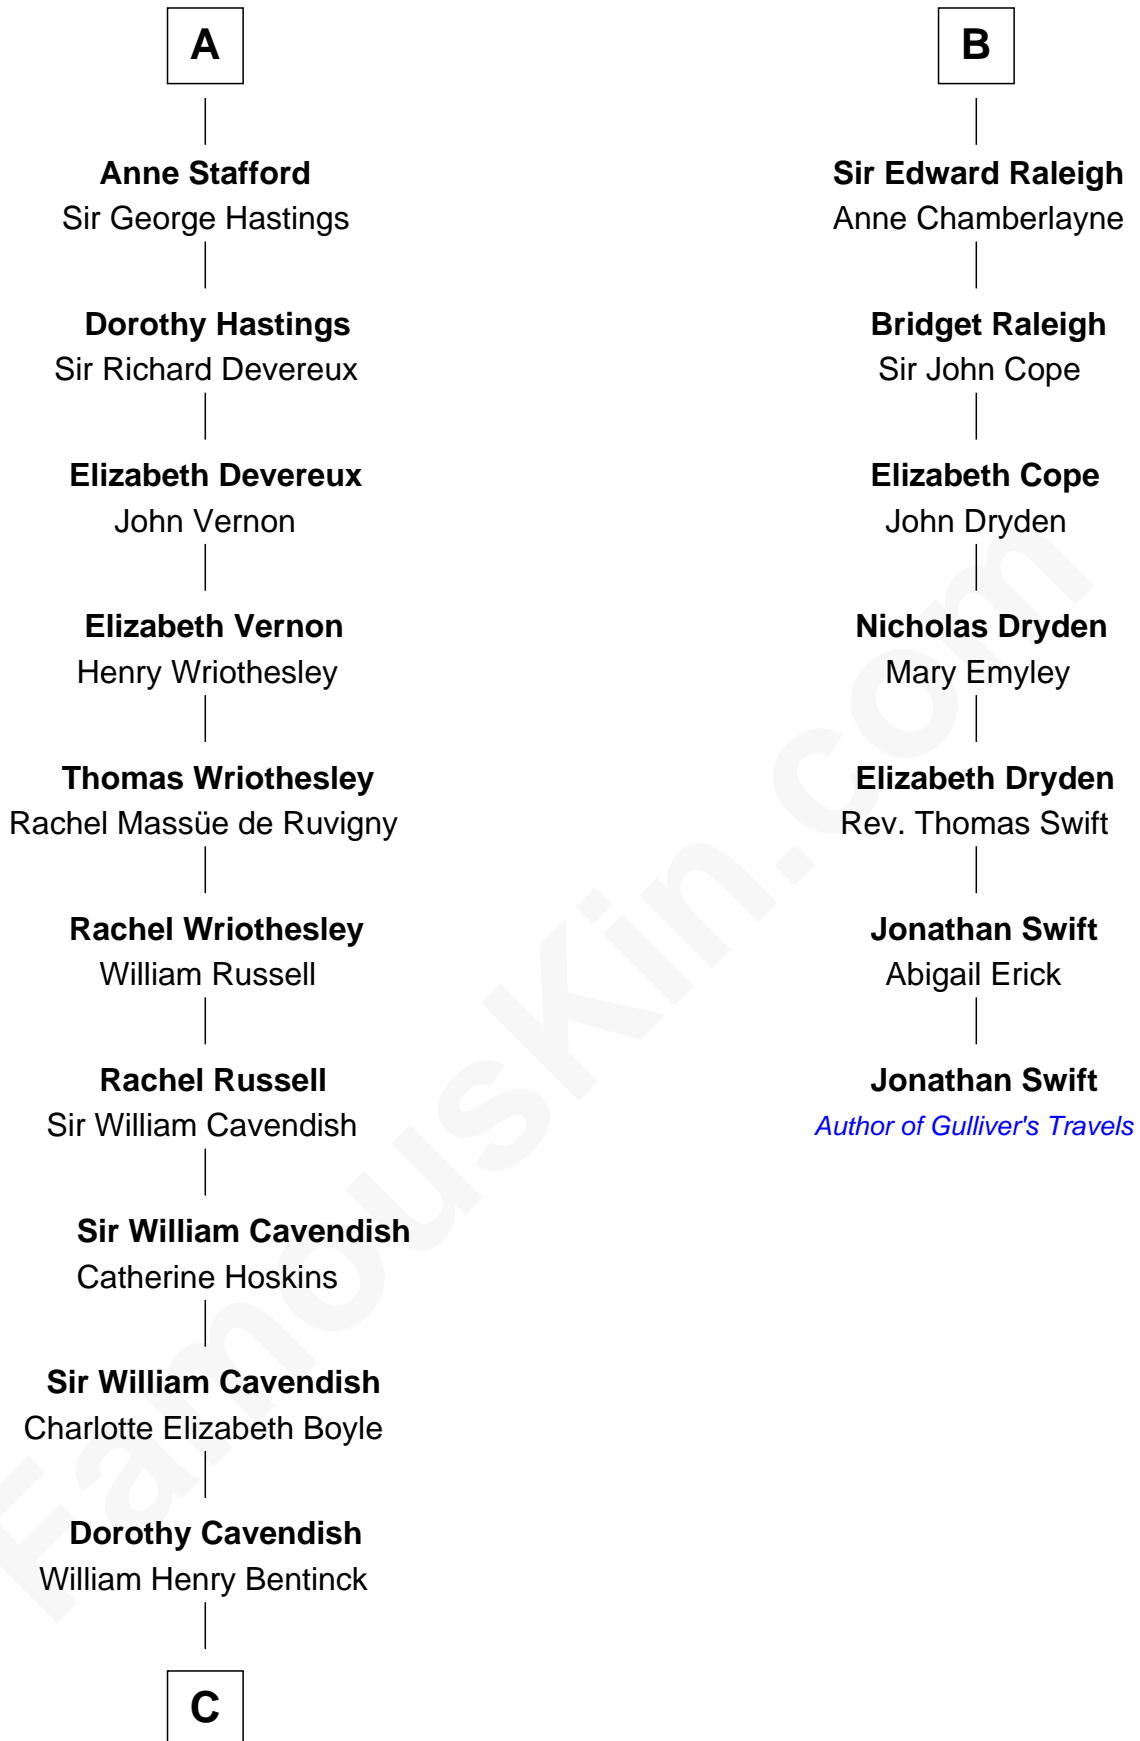 A
Anne Stafford
Sir George Hastings
Dorothy Hastings
Sir Richard Devereux
Elizabeth Devereux
John Vernon
Elizabeth Vernon
Henry Wriothesley
Thomas Wriothesley
Rachel Massüe de Ruvigny
Rachel Wriothesley
William Russell
Rachel Russell
Sir William Cavendish
Sir William Cavendish
Catherine Hoskins
Sir William Cavendish
Charlotte Elizabeth Boyle
Dorothy Cavendish
William Henry Bentinck
C
B
Sir Edward Raleigh
Anne Chamberlayne
Bridget Raleigh
Sir John Cope
Elizabeth Cope
John Dryden
Nicholas Dryden
Mary Emyley
Elizabeth Dryden
Rev. Thomas Swift
Jonathan Swift
Abigail Erick
Jonathan Swift
Author of Gulliver's Travels
FamousKin.com